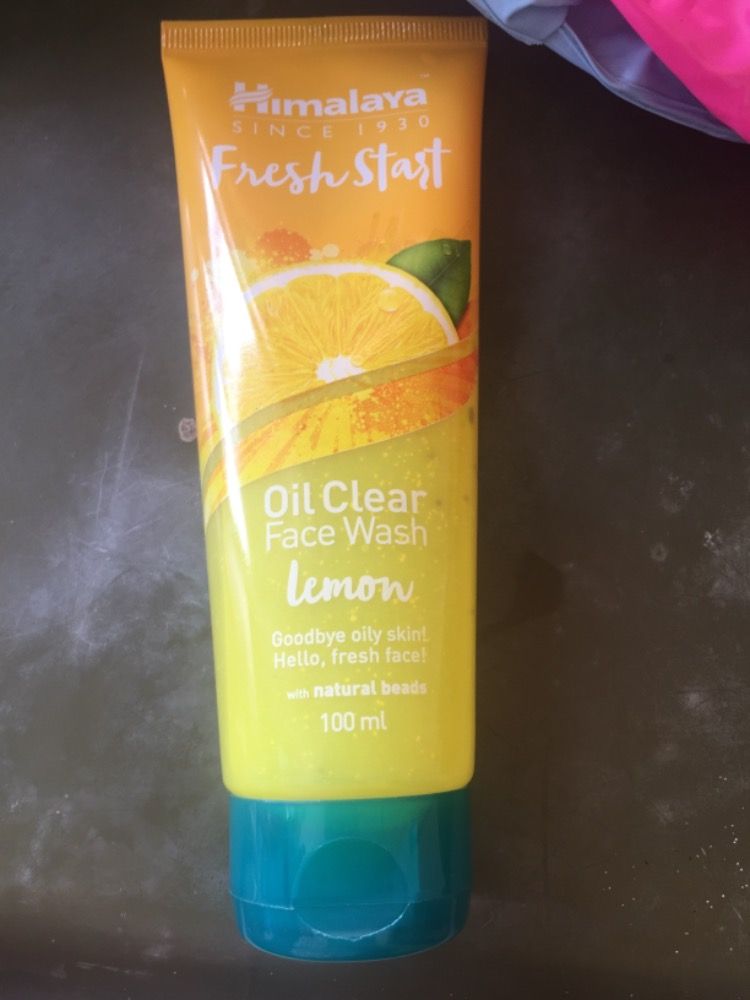 Himalaya
SINCE 1930
Fresh Start
Oil Clear
Face Wash
lemon
Goodbye oily skin!
Hello, fresh face!
with natural beads
100 ml